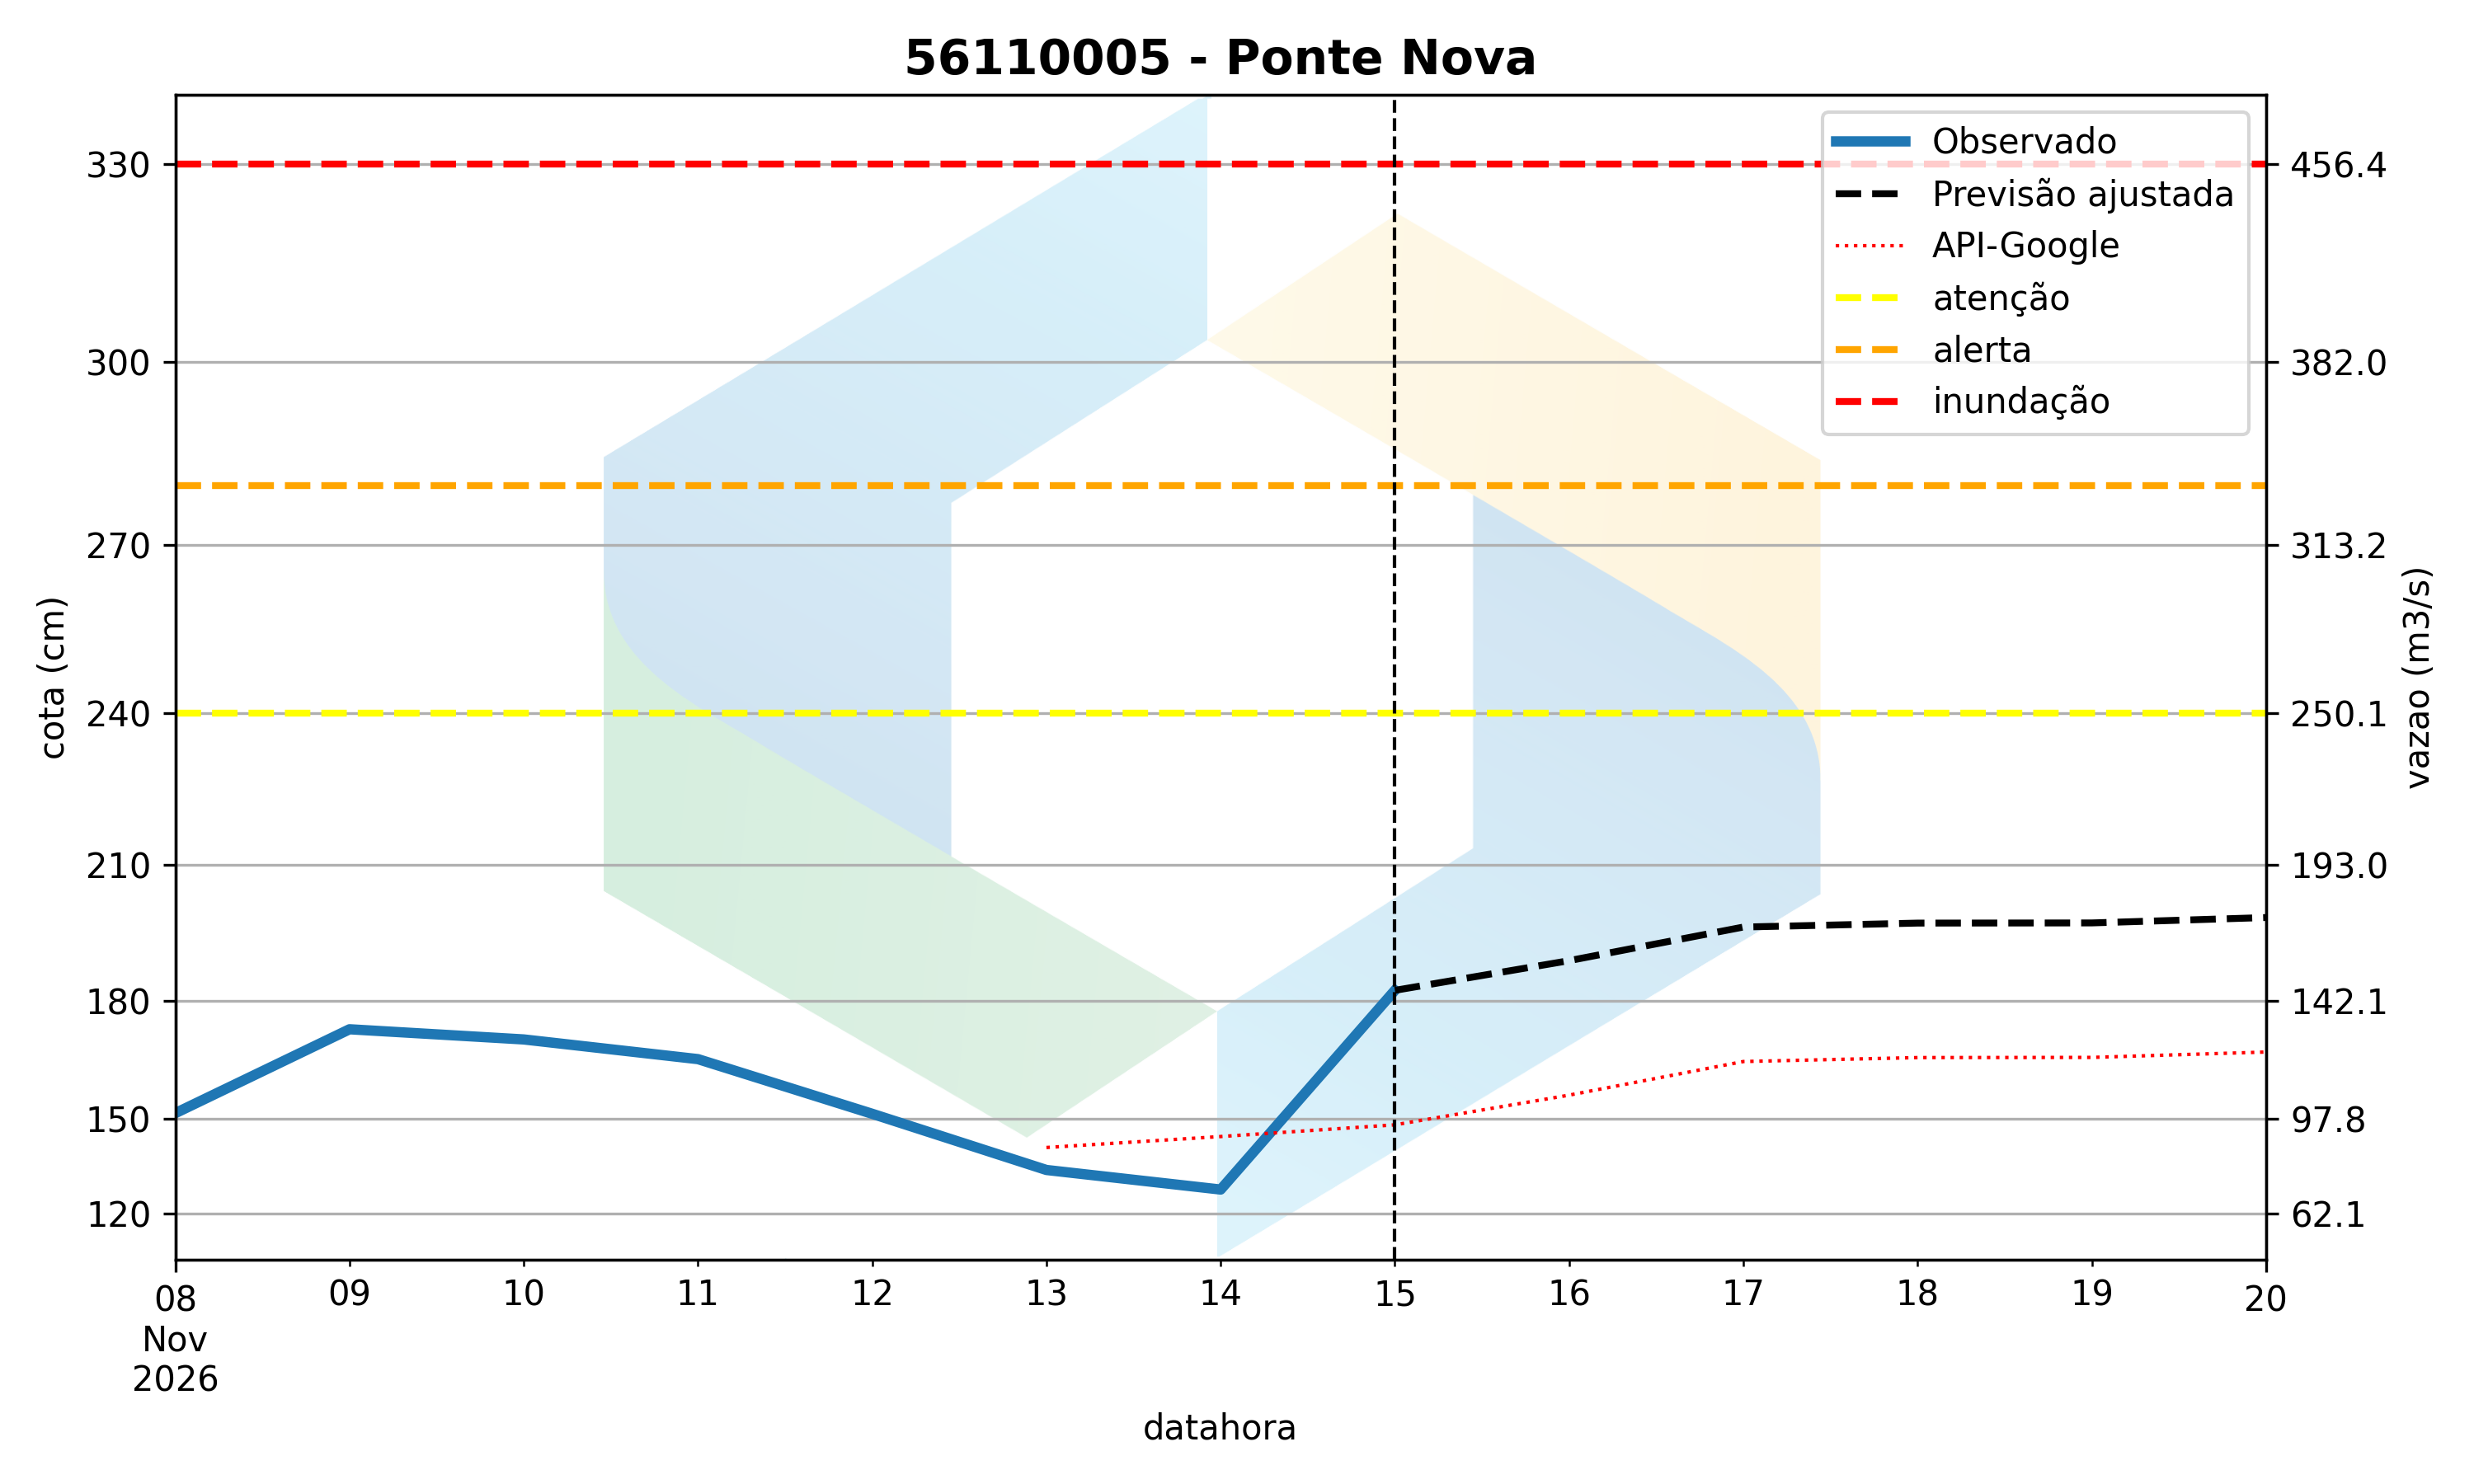 56110005 - Ponte Nova
Observado
Previsão ajustada
API-Google
atenção
alerta
inundação
cota (cm)
330
300
270
240
210
180
150
120
456.4
382.0
313.2
250.1
193.0
142.1
97.8
62.1
vazao (m3/s)
08 09 10 11 12 13 14 15 16 17 18 19 20
Nov
2026
datahora